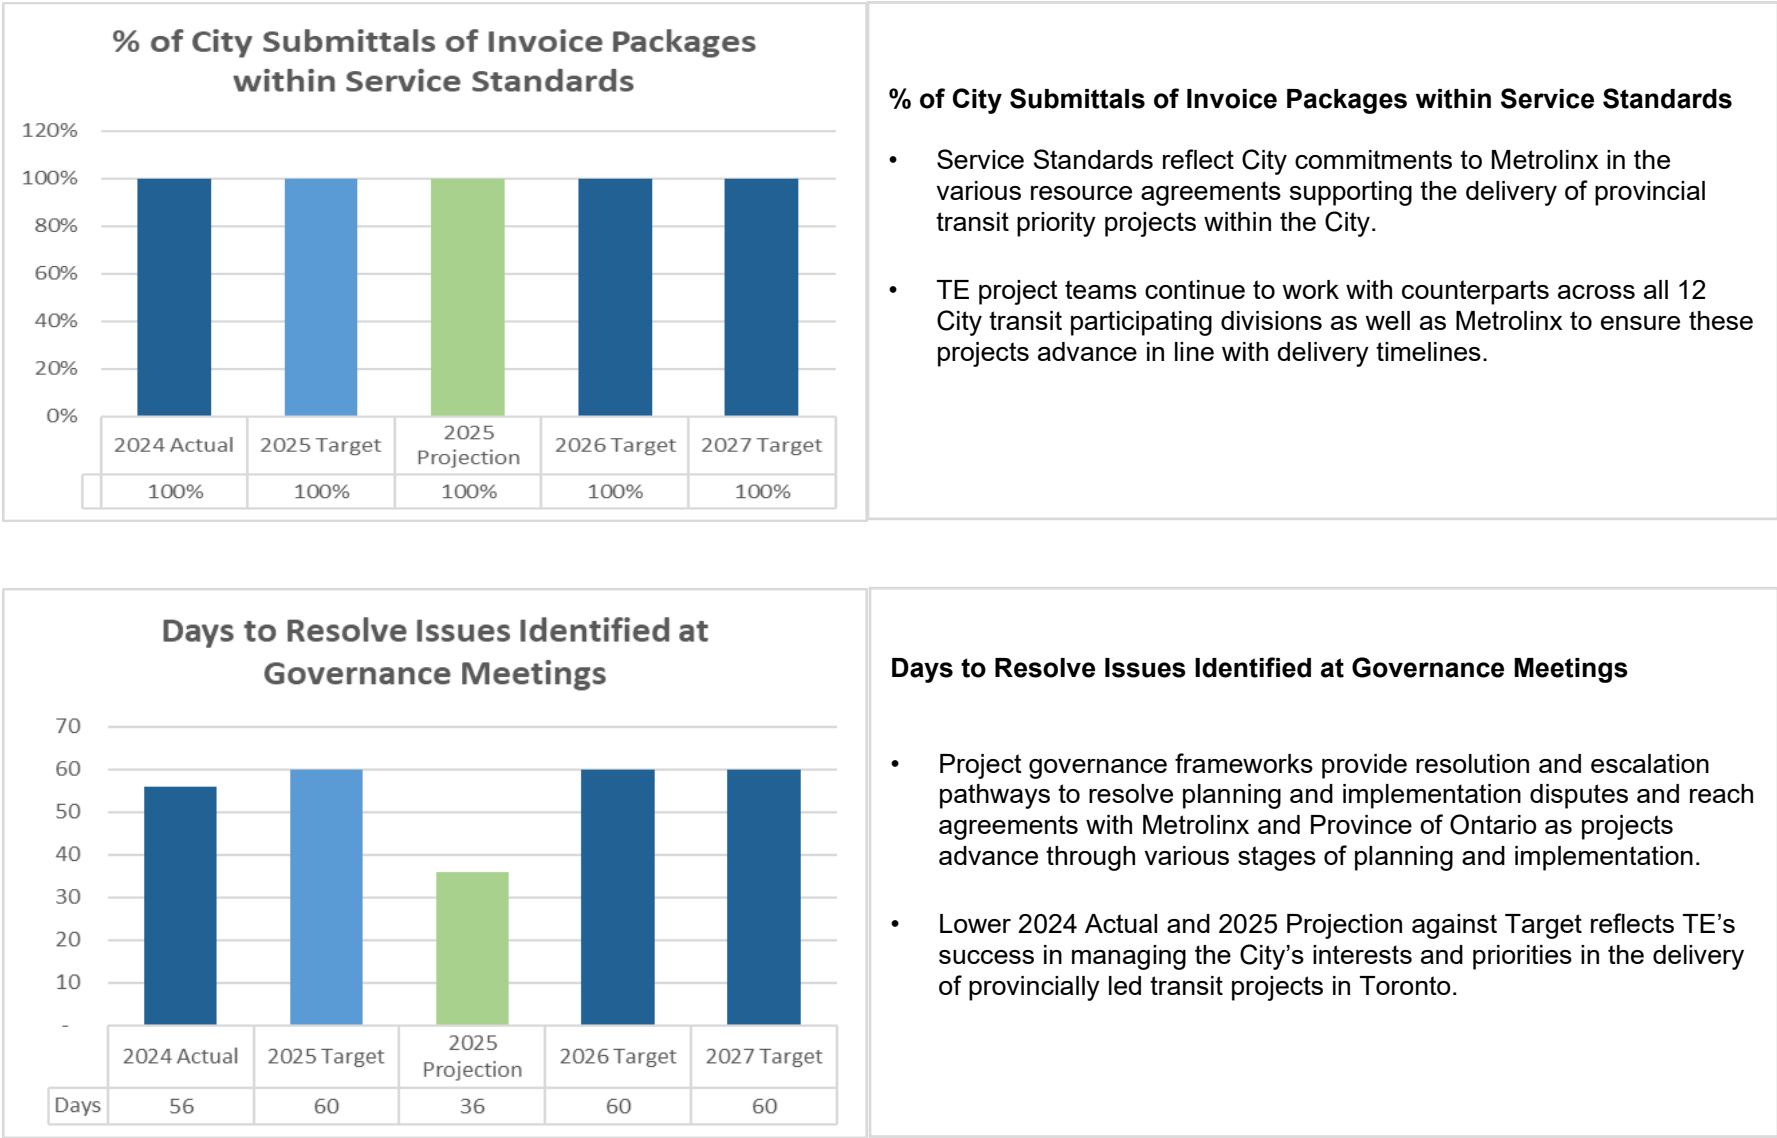 % of City Submittals of Invoice Packages
within Service Standards
120%
100%
80%
60%
40%
20%
0%
2024 Actual 2025 Target 2025 Projection 2026 Target 2027 Target
100% 100% 100% 100% 100%
% of City Submittals of Invoice Packages within Service Standards
• Service Standards reflect City commitments to Metrolinx in the
various resource agreements supporting the delivery of provincial
transit priority projects within the City.
• TE project teams continue to work with counterparts across all 12
City transit participating divisions as well as Metrolinx to ensure these
projects advance in line with delivery timelines.
Days to Resolve Issues Identified at
Governance Meetings
70
60
50
40
30
20
10
-
2024 Actual 2025 Target 2025 Projection 2026 Target 2027 Target
Days 56 60 36 60 60
Days to Resolve Issues Identified at Governance Meetings
• Project governance frameworks provide resolution and escalation
pathways to resolve planning and implementation disputes and reach
agreements with Metrolinx and Province of Ontario as projects
advance through various stages of planning and implementation.
• Lower 2024 Actual and 2025 Projection against Target reflects TE’s
success in managing the City’s interests and priorities in the delivery
of provincially led transit projects in Toronto.